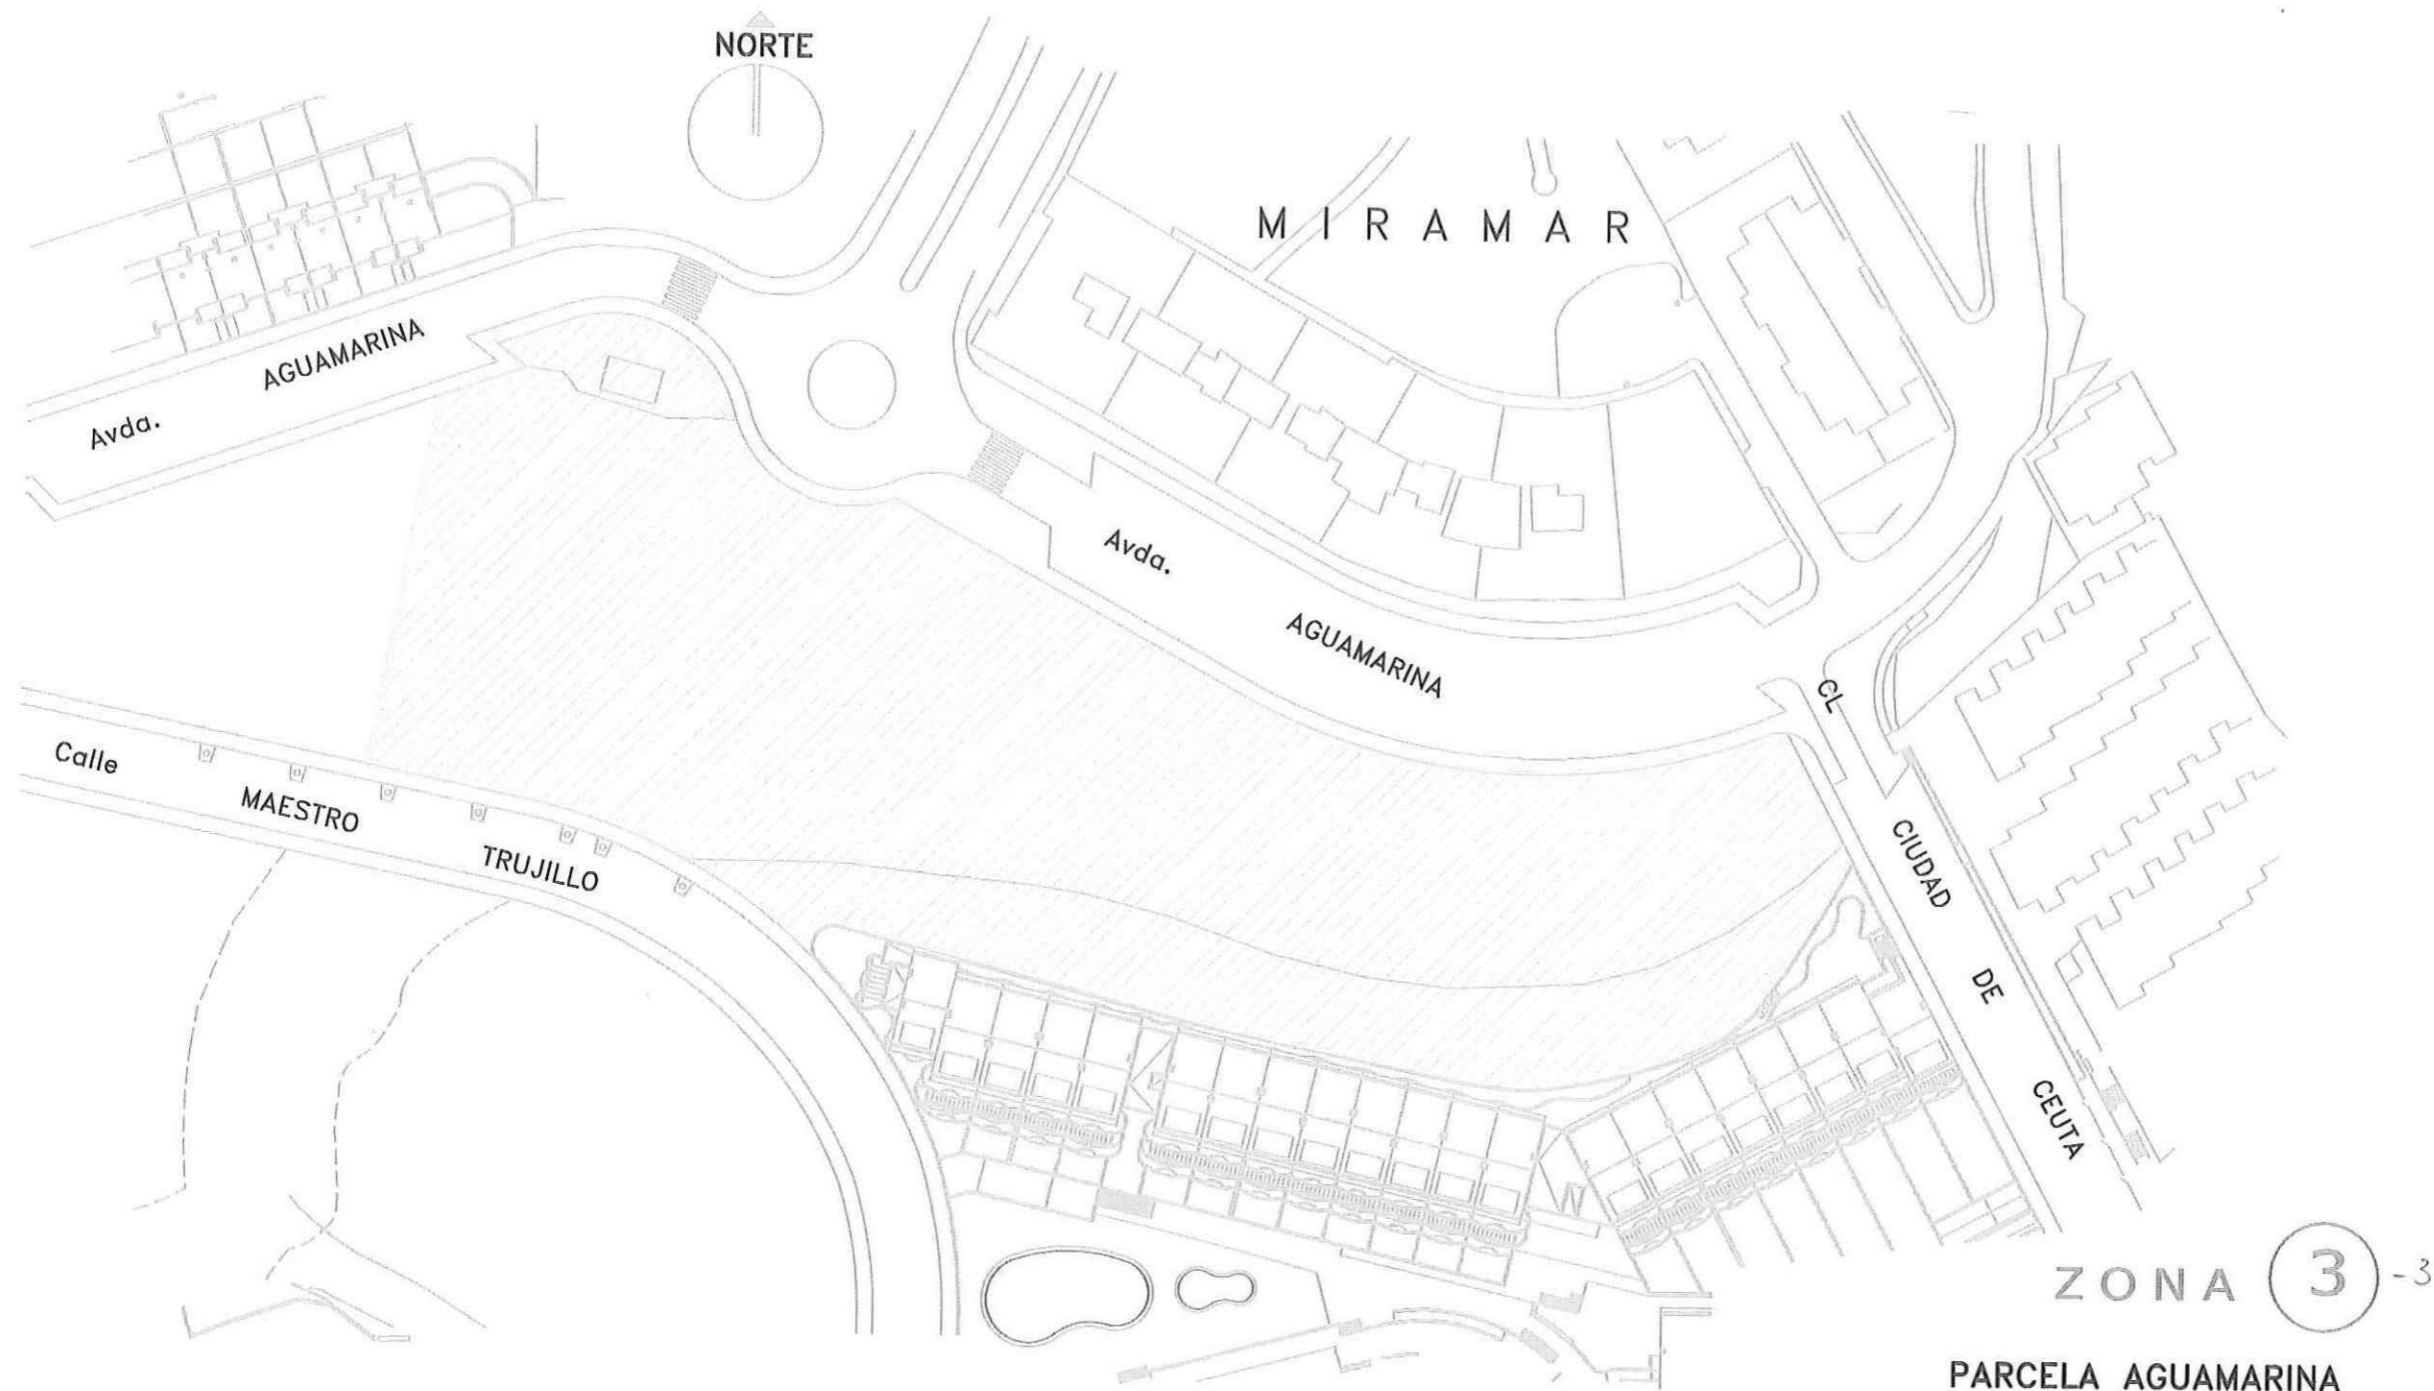 NORTE
MIRAMAR
Avda. AGUAMARINA
Avda. AGUAMARINA
Calle MAESTRO TRUJILLO
CL CIUDAD DE CEUTA
ZONA 3 -3
PARCELA AGUAMARINA